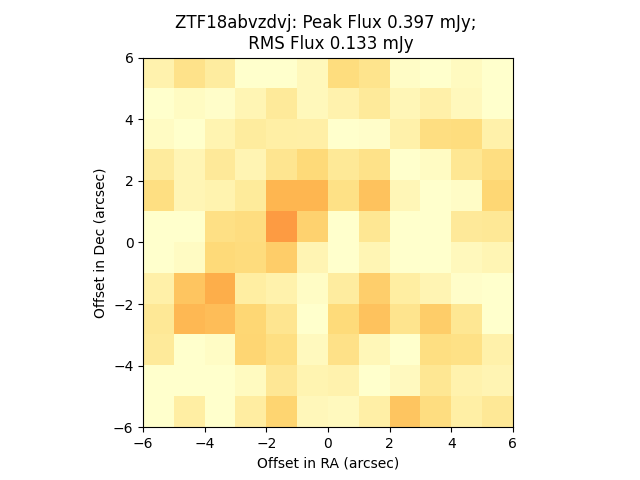 ZTF18abvzdvj: Peak Flux 0.397 mJy;
RMS Flux 0.133 mJy
6
4
2
0
−2
−4
−6
Offset in Dec (arcsec)
−6 −4 −2 0 2 4 6
Offset in RA (arcsec)